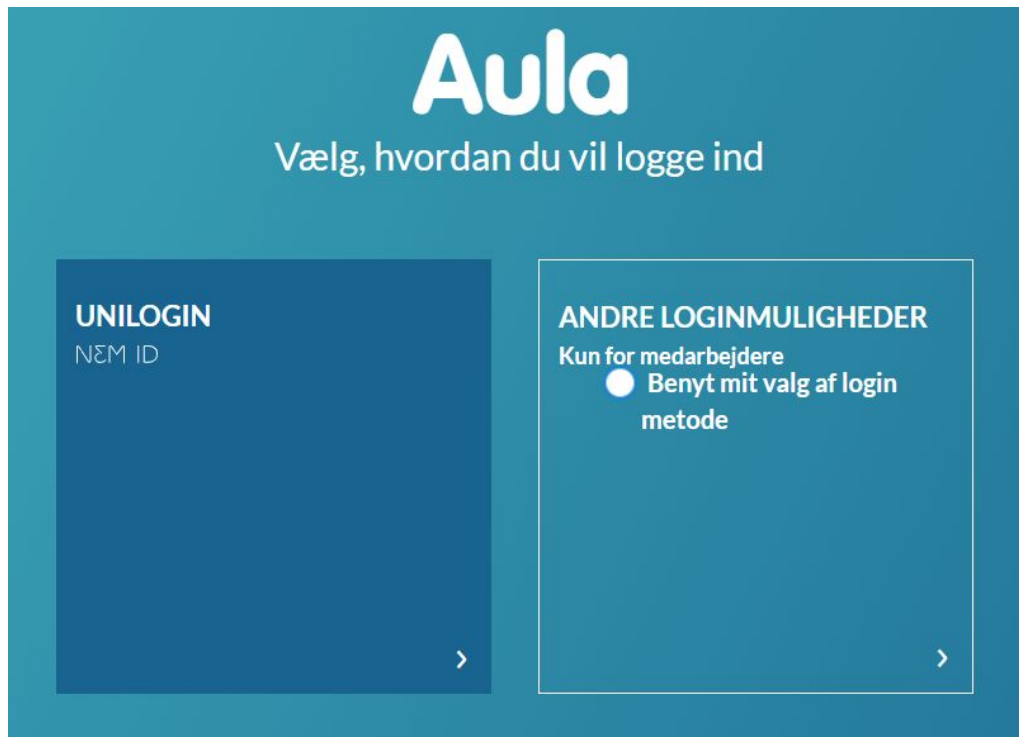 Aula
Vælg, hvordan du vil logge ind
UNILOGIN
NEM ID
ANDRE LOGINMULIGHEDER
Kun for medarbejdere
Benyt mit valg af login
metode